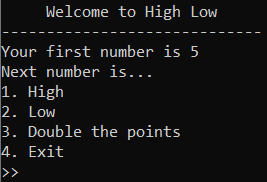 Welcome to High Low
-----------------------------
Your first number is 5
Next number is...
1. High
2. Low
3. Double the points
4. Exit
>>